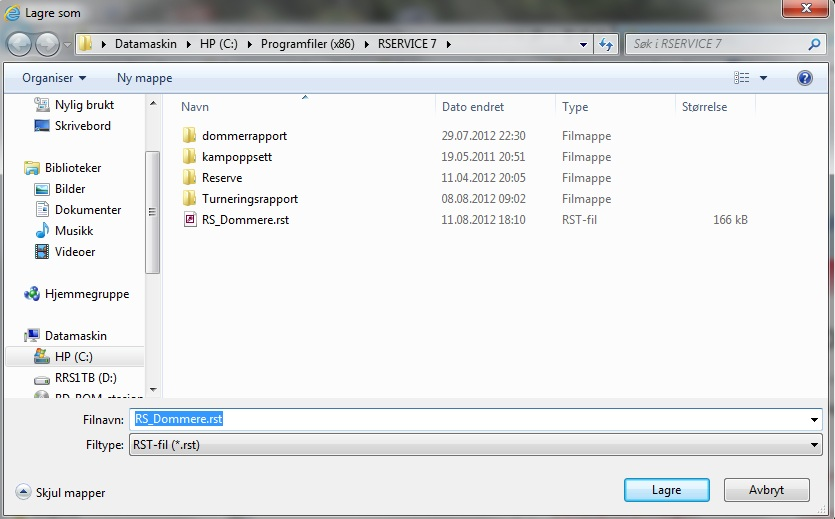 Lagre som
Datamaskin HP (C:) Programfiler (x86) RSERVICE 7 Søk i RSERVICE 7
Organiser Ny mappe
Nylig brukt
Skrivebord
Biblioteker
Bilder
Dokumenter
Musikk
Videoer
Hjemmegruppe
Datamaskin
HP (C:)
RRS1TB (D:)
Navn Dato endret Type Størrelse
dommerrapport 29.07.2012 22:30 Filmappe
kampoppsett 19.05.2011 20:51 Filmappe
Reserve 11.04.2012 20:05 Filmappe
Turneringsrapport 08.08.2012 09:02 Filmappe
RS_Dommere.rst 11.08.2012 18:10 RST-fil 166 kB
Filnavn: RS_Dommere.rst
Filtype: RST-fil (*.rst)
Skjul mapper Lagre Avbryt